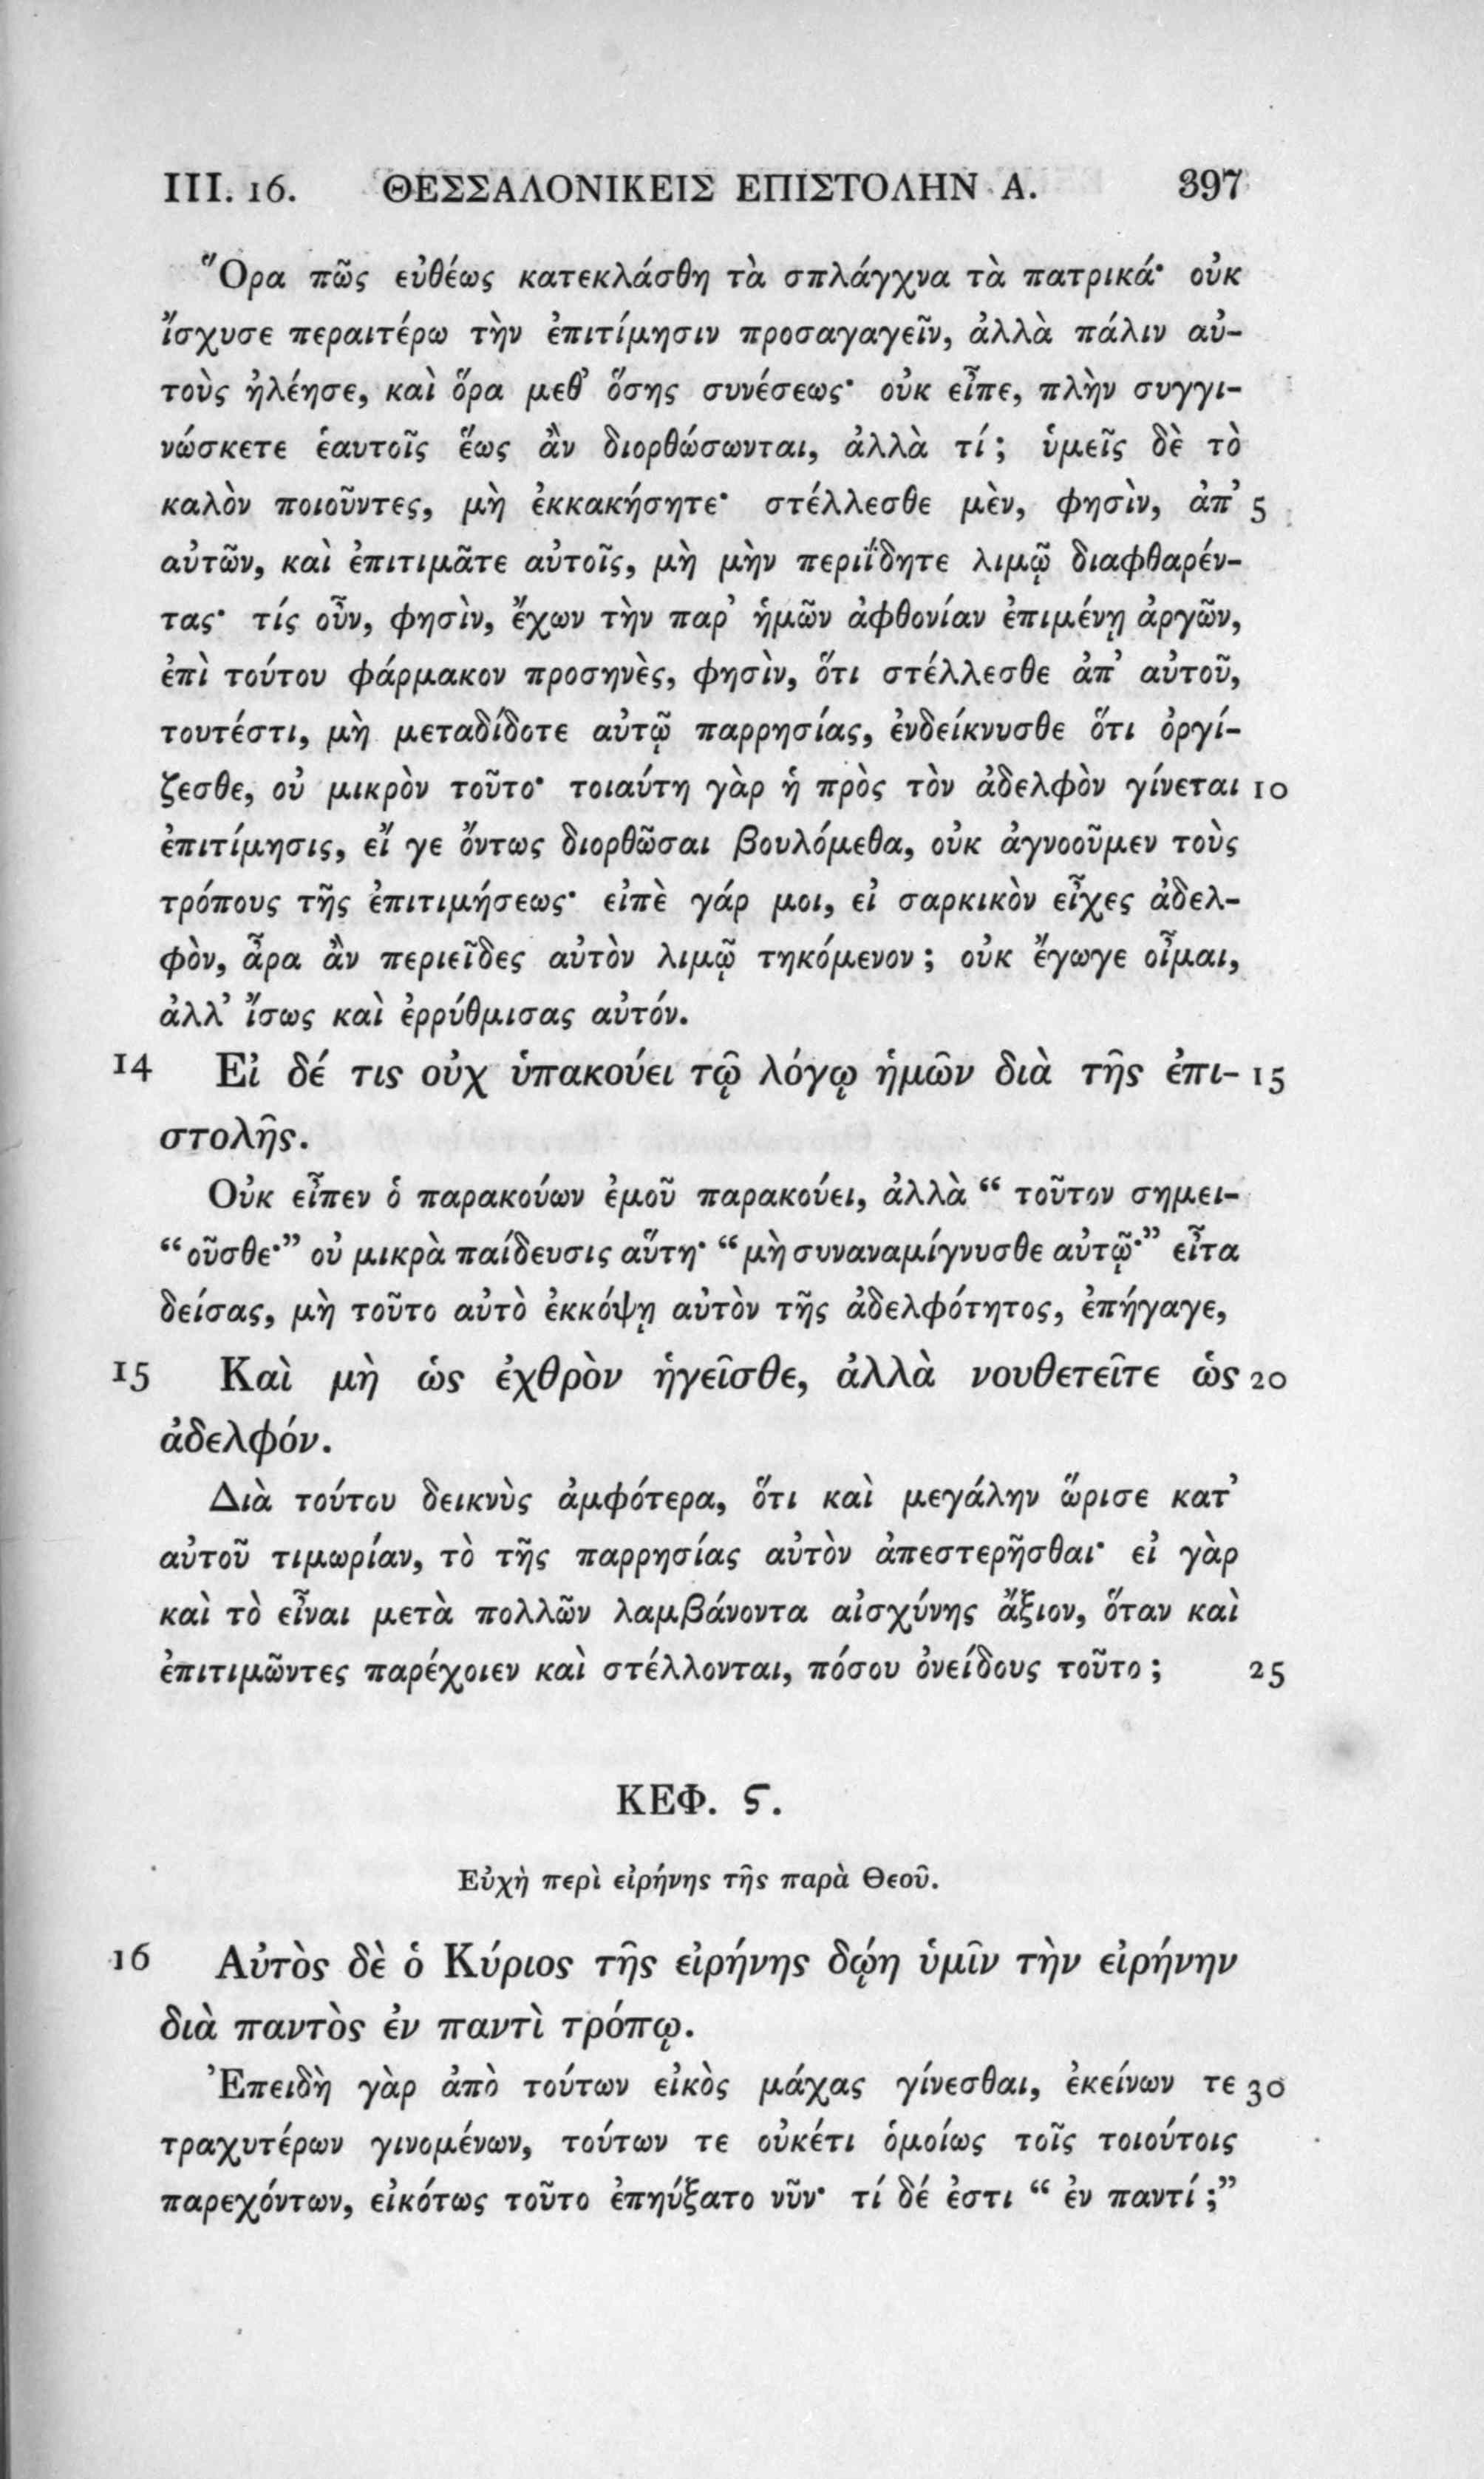 III. 16. ΘΕΣΣΑΛΟΝΙΚΕΙΣ ΕΠΙΣΤΟΛΗΝ Α. 397
Ὅρα πῶς εὐθέως κατεκλάσθη τὰ σπλάγχνα τὰ πατρικά· οὐκ
ἴσχυσε περαιτέρω τὴν ἐπιτίμησιν προσαγαγεῖν, ἀλλὰ πάλιν αὐ-
τοὺς ἠλέησε, καὶ ὅρα μεθ’ ὅσης συνέσεως· οὐκ εἶπε, πλὴν συγγι-
νώσκετε ἑαυτοῖς ἕως ἂν διορθώσωνται, ἀλλὰ τί; ὑμεῖς δὲ τὸ
καλὸν ποιοῦντες, μὴ ἐκκακήσητε· στέλλεσθε μὲν, φησὶν, ἀπ’ 5
αὐτῶν, καὶ ἐπιτιμᾶτε αὐτοῖς, μὴ μὴν περιΐδητε λιμῷ διαφθαρέν-
τας· τίς οὖν, φησὶν, ἔχων τὴν παρ’ ἡμῶν ἀφθονίαν ἐπιμένῃ ἀργῶν,
ἐπὶ τούτου φάρμακον προσηνὲς, φησὶν, ὅτι στέλλεσθε ἀπ’ αὐτοῦ,
τουτέστι, μὴ μεταδίδοτε αὐτῷ παρρησίας, ἐνδείκνυσθε ὅτι ὀργί-
ζεσθε, οὐ μικρὸν τοῦτο· τοιαύτη γὰρ ἡ πρὸς τὸν ἀδελφὸν γίνεται 10
ἐπιτίμησις, εἴ γε ὄντως διορθῶσαι βουλόμεθα, οὐκ ἀγνοοῦμεν τοὺς
τρόπους τῆς ἐπιτιμήσεως· εἰπὲ γάρ μοι, εἰ σαρκικὸν εἶχες ἀδελ-
φὸν, ἆρα ἂν περιεῖδες αὐτὸν λιμῷ τηκόμενον; οὐκ ἔγωγε οἶμαι,
ἀλλ’ ἴσως καὶ ἐρρύθμισας αὐτόν.
14 Εἰ δέ τις οὐχ ὑπακούει τῷ λόγῳ ἡμῶν διὰ τῆς ἐπι- 15
στολῆς.
Οὐκ εἶπεν ὁ παρακούων ἐμοῦ παρακούει, ἀλλὰ “ τοῦτον σημει-
“ οῦσθε·” οὐ μικρὰ παίδευσις αὕτη· “ μὴ συναναμίγνυσθε αὐτῷ·” εἶτα
δείσας, μὴ τοῦτο αὐτὸ ἐκκόψῃ αὐτὸν τῆς ἀδελφότητος, ἐπήγαγε,
15 Καὶ μὴ ὡς ἐχθρὸν ἡγεῖσθε, ἀλλὰ νουθετεῖτε ὡς 20
ἀδελφόν.
Διὰ τούτου δεικνὺς ἀμφότερα, ὅτι καὶ μεγάλην ὥρισε κατ’
αὐτοῦ τιμωρίαν, τὸ τῆς παρρησίας αὐτὸν ἀπεστερῆσθαι· εἰ γὰρ
καὶ τὸ εἶναι μετὰ πολλῶν λαμβάνοντα αἰσχύνης ἄξιον, ὅταν καὶ
ἐπιτιμῶντες παρέχοιεν καὶ στέλλονται, πόσου ὀνείδους τοῦτο; 25
ΚΕΦ. ϛ.
Εὐχὴ περὶ εἰρήνης τῆς παρὰ Θεοῦ.
16 Αὐτὸς δὲ ὁ Κύριος τῆς εἰρήνης δῴη ὑμῖν τὴν εἰρήνην
διὰ παντὸς ἐν παντὶ τρόπῳ.
Ἐπειδὴ γὰρ ἀπὸ τούτων εἰκὸς μάχας γίνεσθαι, ἐκείνων τε 30
τραχυτέρων γινομένων, τούτων τε οὐκέτι ὁμοίως τοῖς τοιούτοις
παρεχόντων, εἰκότως τοῦτο ἐπηύξατο νῦν· τί δέ ἐστι “ ἐν παντί;”